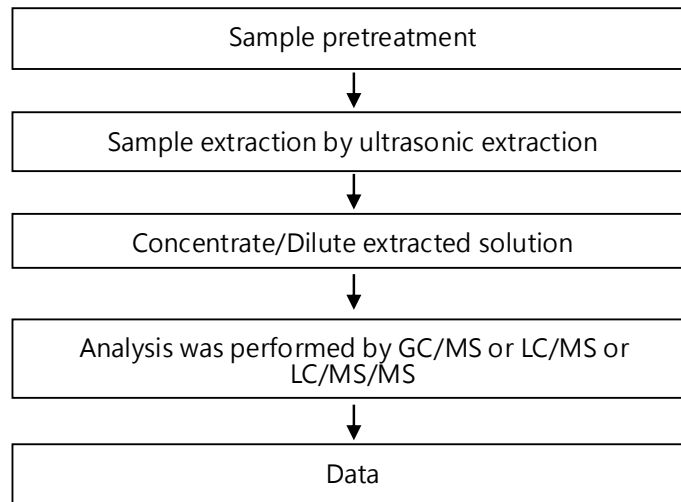 Sample pretreatment
Sample extraction by ultrasonic extraction
Concentrate/Dilute extracted solution
Analysis was performed by GC/MS or LC/MS or
LC/MS/MS
Data